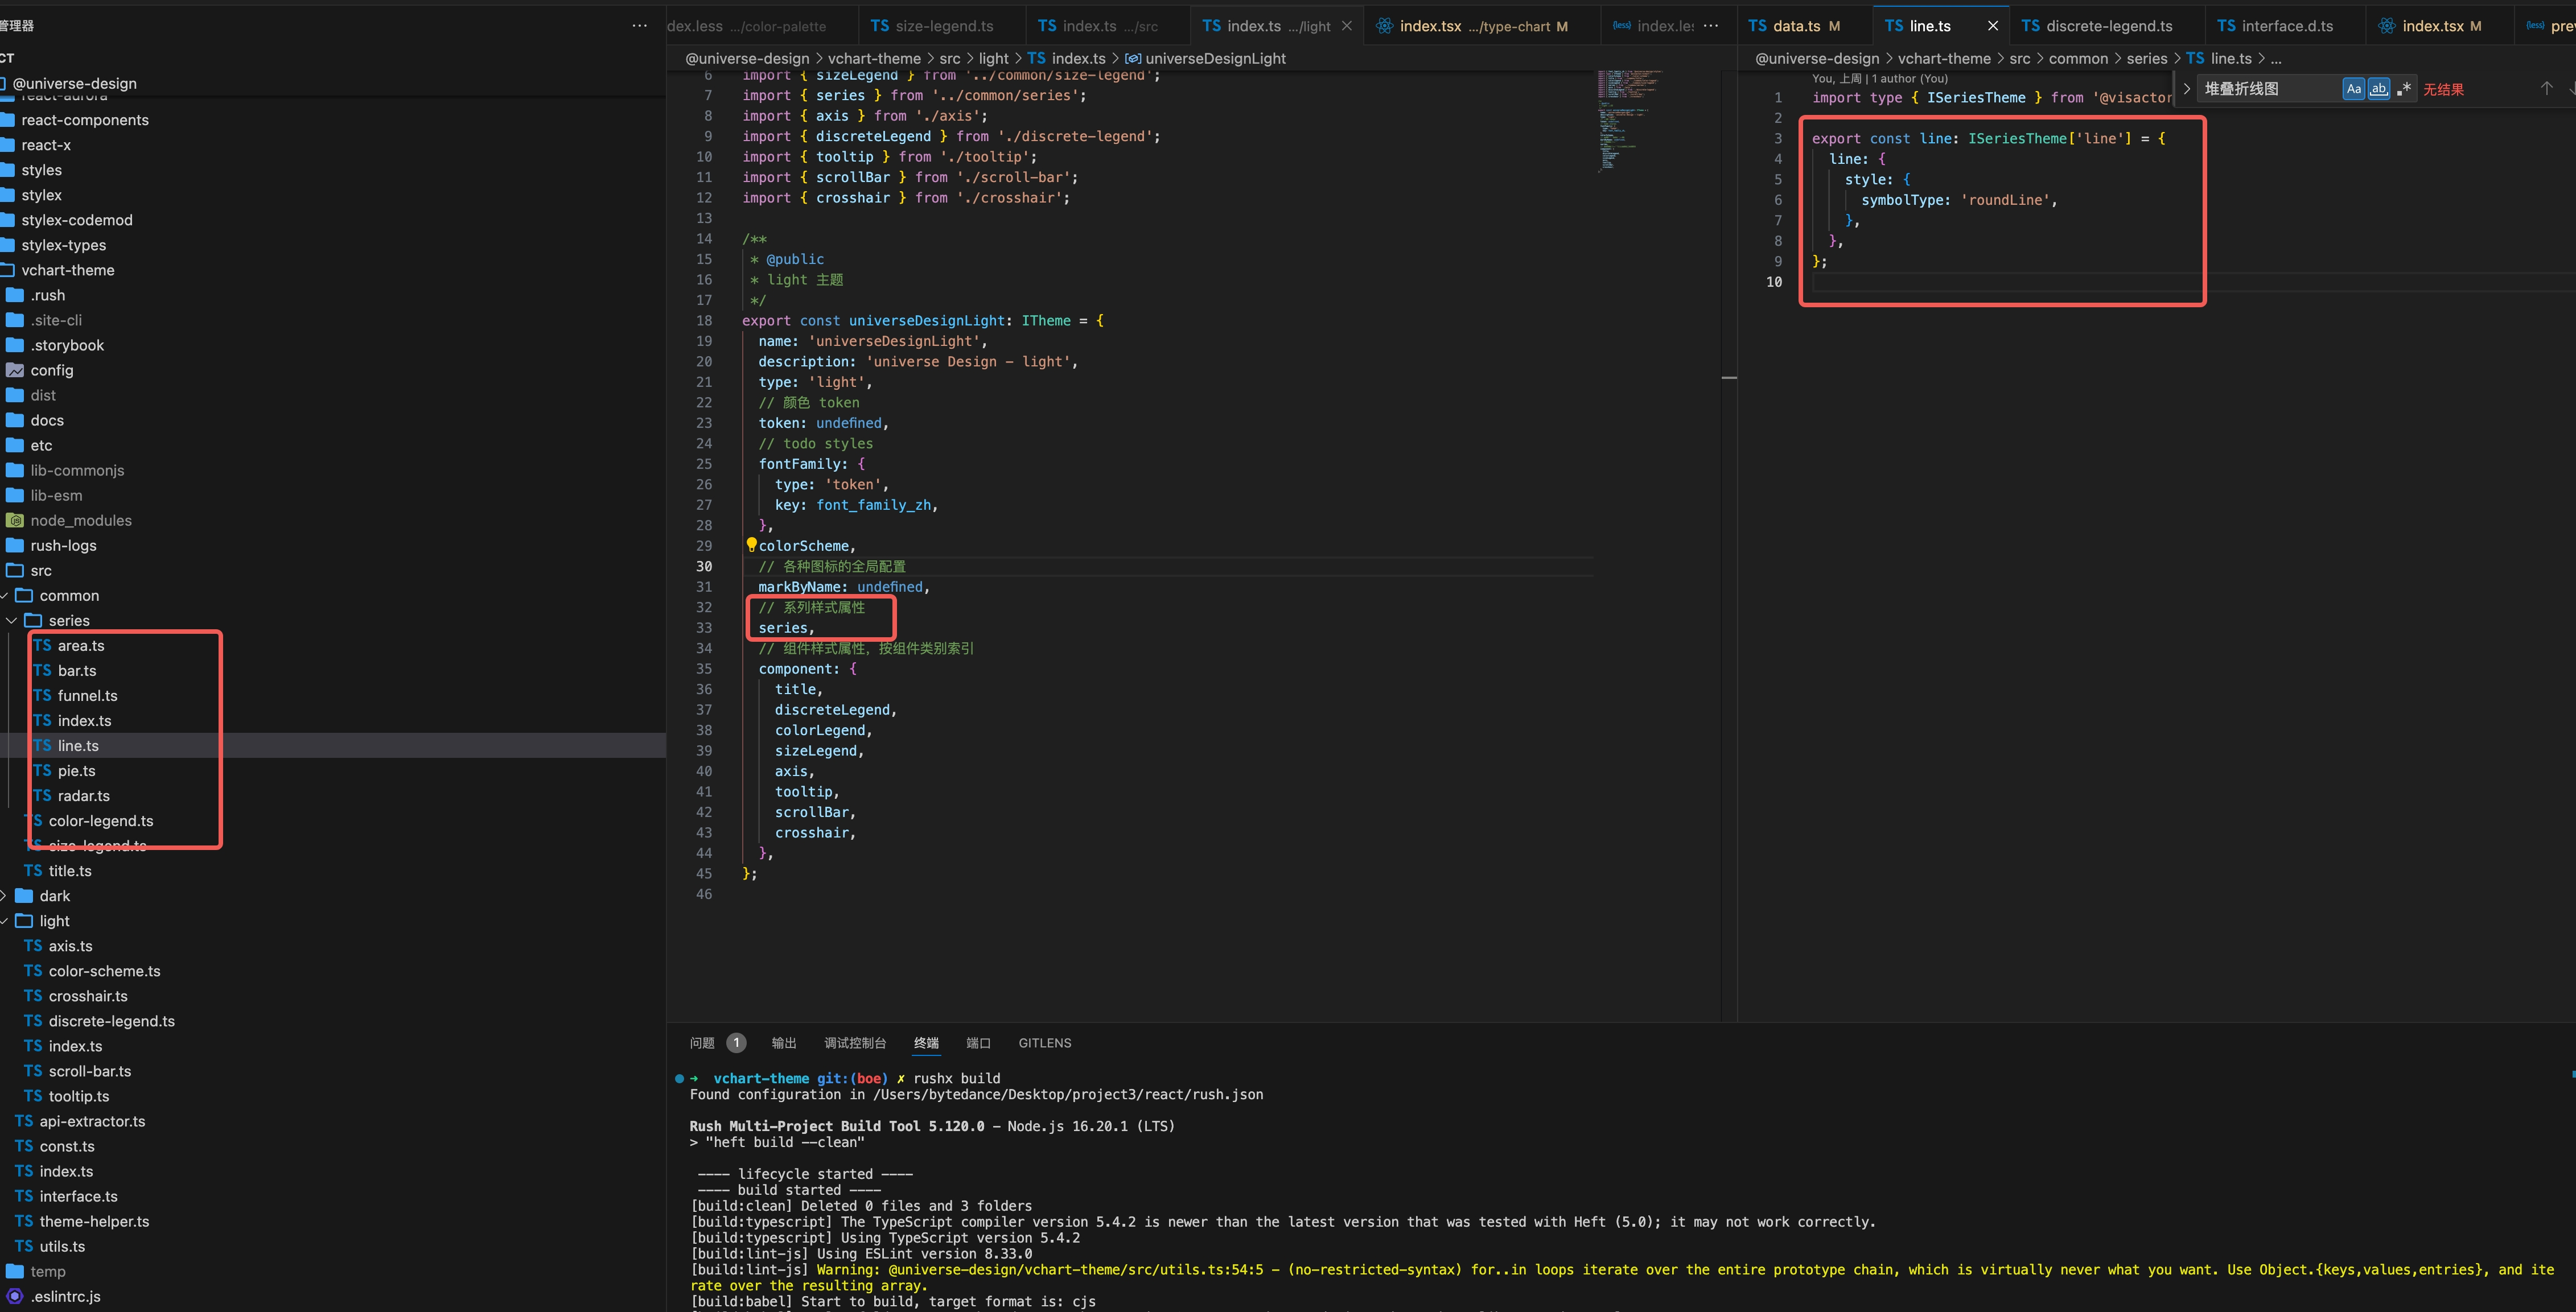 管理器
CT
@universe-design
react-aurora
react-components
react-x
styles
stylex
stylex-codemod
stylex-types
vchart-theme
.rush
.site-cli
.storybook
config
dist
docs
etc
lib-commonjs
lib-esm
node_modules
rush-logs
src
common
series
TS area.ts
TS bar.ts
TS funnel.ts
TS index.ts
TS line.ts
TS pie.ts
TS radar.ts
TS color-legend.ts
TS size-legend.ts
TS title.ts
dark
light
TS axis.ts
TS color-scheme.ts
TS crosshair.ts
TS discrete-legend.ts
TS index.ts
TS scroll-bar.ts
TS tooltip.ts
TS api-extractor.ts
TS const.ts
TS index.ts
TS interface.ts
TS theme-helper.ts
TS utils.ts
temp
.eslintrc.js
dex.less .../color-palette TS size-legend.ts TS index.ts .../src TS index.ts .../light index.tsx .../type-chart M {less} index.les ...
@universe-design > vchart-theme > src > light > TS index.ts > universeDesignLight
6 import { sizeLegend } from '../common/size-legend';
7 import { series } from '../common/series';
8 import { axis } from './axis';
9 import { discreteLegend } from './discrete-legend';
10 import { tooltip } from './tooltip';
11 import { scrollBar } from './scroll-bar';
12 import { crosshair } from './crosshair';
13
14 /**
15 * @public
16 * light 主题
17 */
18 export const universeDesignLight: ITheme = {
19 name: 'universeDesignLight',
20 description: 'universe Design - light',
21 type: 'light',
22 // 颜色 token
23 token: undefined,
24 // todo styles
25 fontFamily: {
26 type: 'token',
27 key: font_family_zh,
28 },
29 colorScheme,
30 // 各种图标的全局配置
31 markByName: undefined,
32 // 系列样式属性
33 series,
34 // 组件样式属性，按组件类别索引
35 component: {
36 title,
37 discreteLegend,
38 colorLegend,
39 sizeLegend,
40 axis,
41 tooltip,
42 scrollBar,
43 crosshair,
44 },
45 };
46
TS data.ts M TS line.ts TS discrete-legend.ts TS interface.d.ts index.tsx M {less} pre
@universe-design > vchart-theme > src > common > series > TS line.ts > ...
You, 上周 | 1 author (You)
堆叠折线图 Aa ab .* 无结果
1 import type { ISeriesTheme } from '@visactor
2
3 export const line: ISeriesTheme['line'] = {
4 line: {
5 style: {
6 symbolType: 'roundLine',
7 },
8 },
9 };
10
问题 1 输出 调试控制台 终端 端口 GITLENS
➜ vchart-theme git:(boe) ✗ rushx build
Found configuration in /Users/bytedance/Desktop/project3/react/rush.json
Rush Multi-Project Build Tool 5.120.0 - Node.js 16.20.1 (LTS)
> "heft build --clean"
---- lifecycle started ----
---- build started ----
[build:clean] Deleted 0 files and 3 folders
[build:typescript] The TypeScript compiler version 5.4.2 is newer than the latest version that was tested with Heft (5.0); it may not work correctly.
[build:typescript] Using TypeScript version 5.4.2
[build:lint-js] Using ESLint version 8.33.0
[build:lint-js] Warning: @universe-design/vchart-theme/src/utils.ts:54:5 - (no-restricted-syntax) for..in loops iterate over the entire prototype chain, which is virtually never what you want. Use Object.{keys,values,entries}, and ite
rate over the resulting array.
[build:babel] Start to build, target format is: cjs